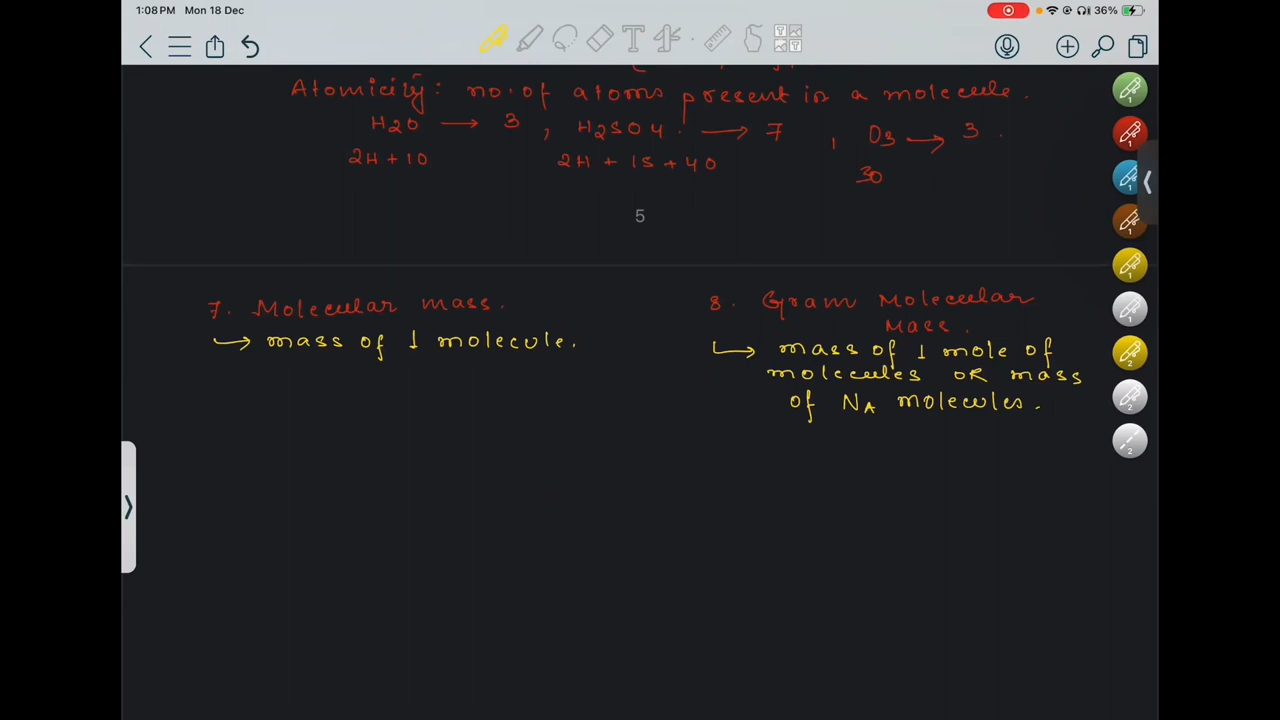 1:08 PM Mon 18 Dec 36%
Atomicity: no. of atoms present in a molecule.
H2O → 3, H2SO4. → 7, O3 → 3.
2H + 1O 2H + 1S + 4O 3O
5
7. Molecular mass.
→ mass of 1 molecule.
8. Gram Molecular
Mass.
→ mass of 1 mole of
molecules OR mass
of NA molecules.